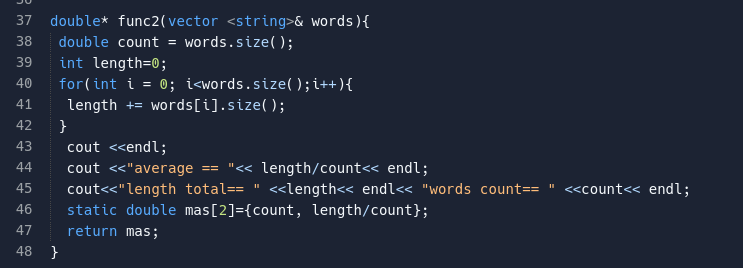 37 double* func2(vector <string>& words){
38 double count = words.size();
39 int length=0;
40 for(int i = 0; i<words.size();i++){
41 length += words[i].size();
42 }
43 cout <<endl;
44 cout <<"average == "<< length/count<< endl;
45 cout<<"length total== " <<length<< endl<< "words count== " <<count<< endl;
46 static double mas[2]={count, length/count};
47 return mas;
48 }